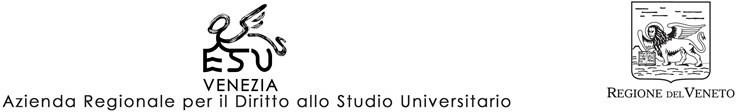 ESU
VENEZIA
Azienda Regionale per il Diritto allo Studio Universitario
REGIONE DEL VENETO